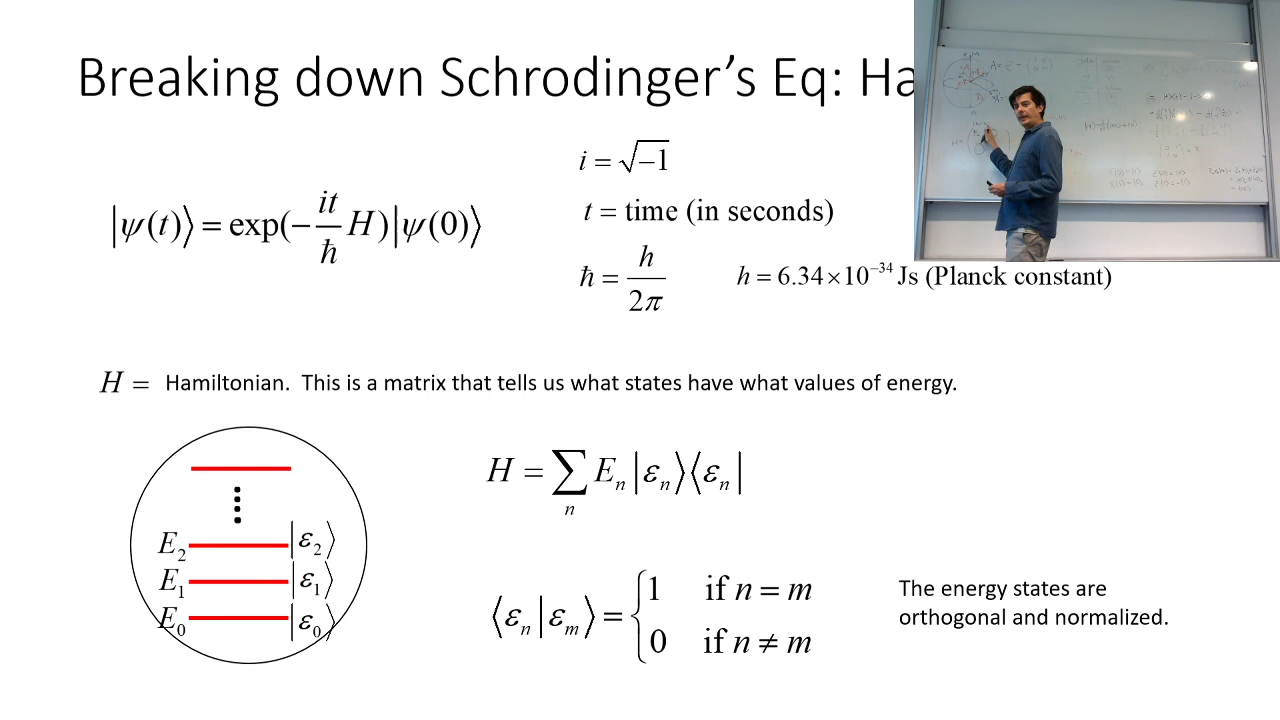 Breaking down Schrodinger’s Eq: Ha
i = √−1
|ψ(t)⟩ = exp(−it/ħ H)|ψ(0)⟩
t = time (in seconds)
ħ = h/2π
h = 6.34×10⁻³⁴ Js (Planck constant)
H = Hamiltonian. This is a matrix that tells us what states have what values of energy.
H = ∑ₙ Eₙ|εₙ⟩⟨εₙ|
E₂ |ε₂⟩
E₁ |ε₁⟩
E₀ |ε₀⟩
⟨εₙ|εₘ⟩ = {1 if n = m
0 if n ≠ m
The energy states are
orthogonal and normalized.